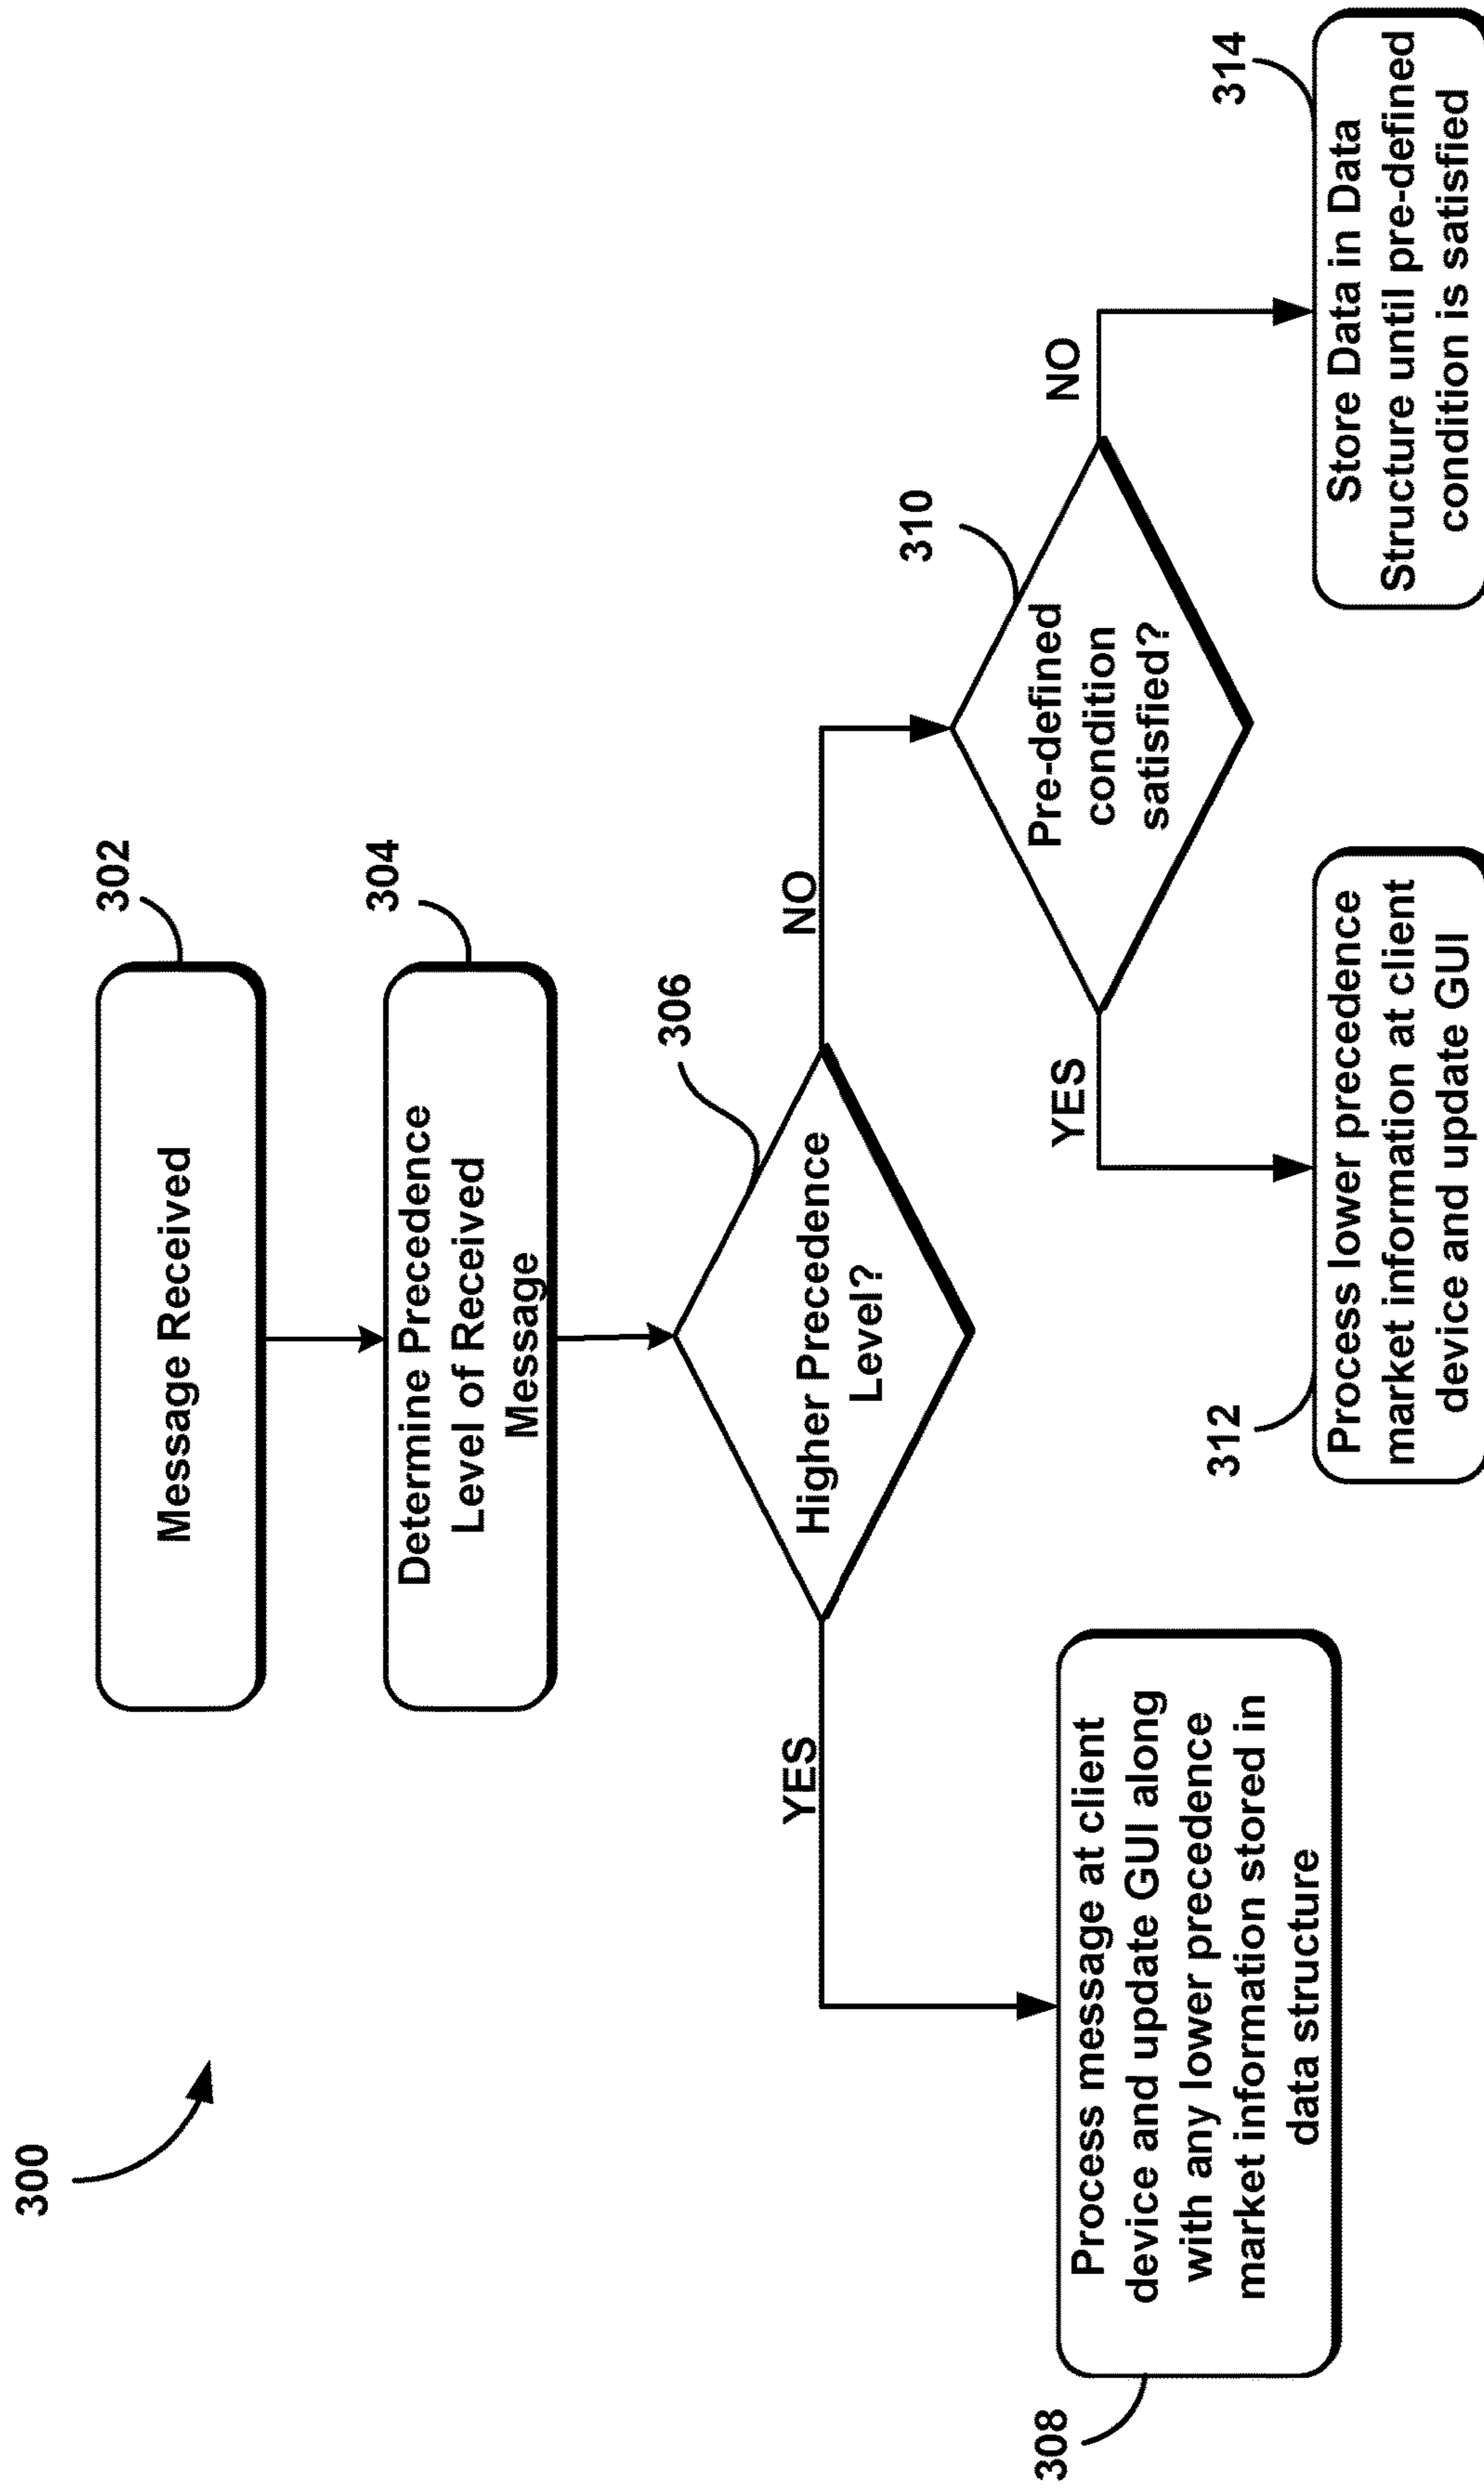 300
302
Message Received
304
Determine Precedence
Level of Received
Message
306
Higher Precedence
Level?
YES
NO
308
Process message at client
device and update GUI along
with any lower precedence
market information stored in
data structure
310
Pre-defined
condition
satisfied?
YES
NO
312
Process lower precedence
market information at client
device and update GUI
314
Store Data in Data
Structure until pre-defined
condition is satisfied